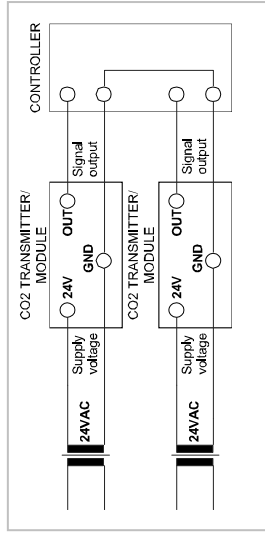 CONTROLLER
Signal
output
Signal
output
CO2 TRANSMITTER/
MODULE
OUT
GND
24V
CO2 TRANSMITTER/
MODULE
OUT
GND
24V
Supply
voltage
Supply
voltage
24VAC
24VAC